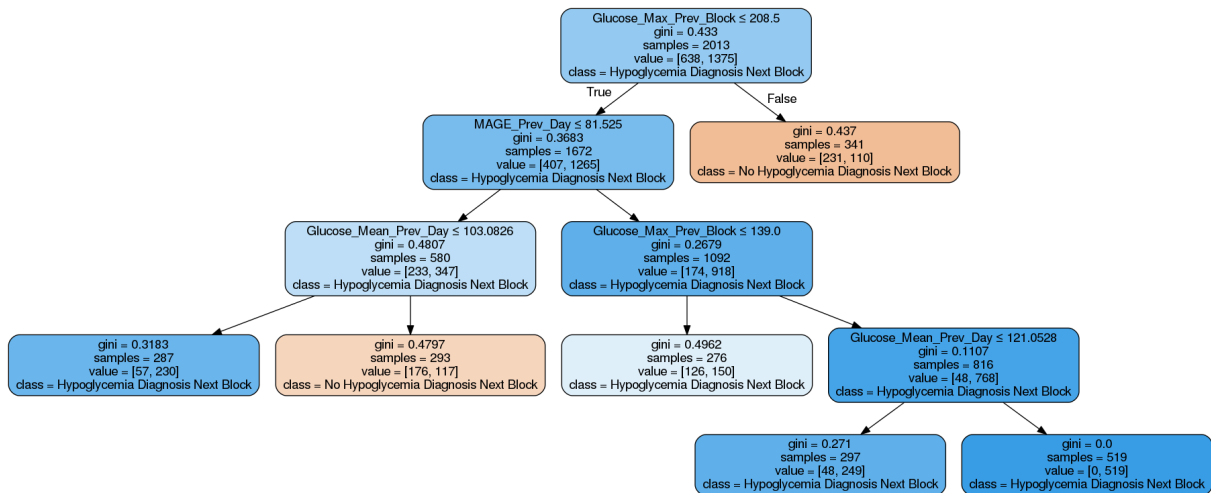 Glucose_Max_Prev_Block ≤ 208.5
gini = 0.433
samples = 2013
value = [638, 1375]
class = Hypoglycemia Diagnosis Next Block
True
False
MAGE_Prev_Day ≤ 81.525
gini = 0.3683
samples = 1672
value = [407, 1265]
class = Hypoglycemia Diagnosis Next Block
gini = 0.437
samples = 341
value = [231, 110]
class = No Hypoglycemia Diagnosis Next Block
Glucose_Mean_Prev_Day ≤ 103.0826
gini = 0.4807
samples = 580
value = [233, 347]
class = Hypoglycemia Diagnosis Next Block
Glucose_Max_Prev_Block ≤ 139.0
gini = 0.2679
samples = 1092
value = [174, 918]
class = Hypoglycemia Diagnosis Next Block
gini = 0.3183
samples = 287
value = [57, 230]
class = Hypoglycemia Diagnosis Next Block
gini = 0.4797
samples = 293
value = [176, 117]
class = No Hypoglycemia Diagnosis Next Block
gini = 0.4962
samples = 276
value = [126, 150]
class = Hypoglycemia Diagnosis Next Block
Glucose_Mean_Prev_Day ≤ 121.0528
gini = 0.1107
samples = 816
value = [48, 768]
class = Hypoglycemia Diagnosis Next Block
gini = 0.271
samples = 297
value = [48, 249]
class = Hypoglycemia Diagnosis Next Block
gini = 0.0
samples = 519
value = [0, 519]
class = Hypoglycemia Diagnosis Next Block